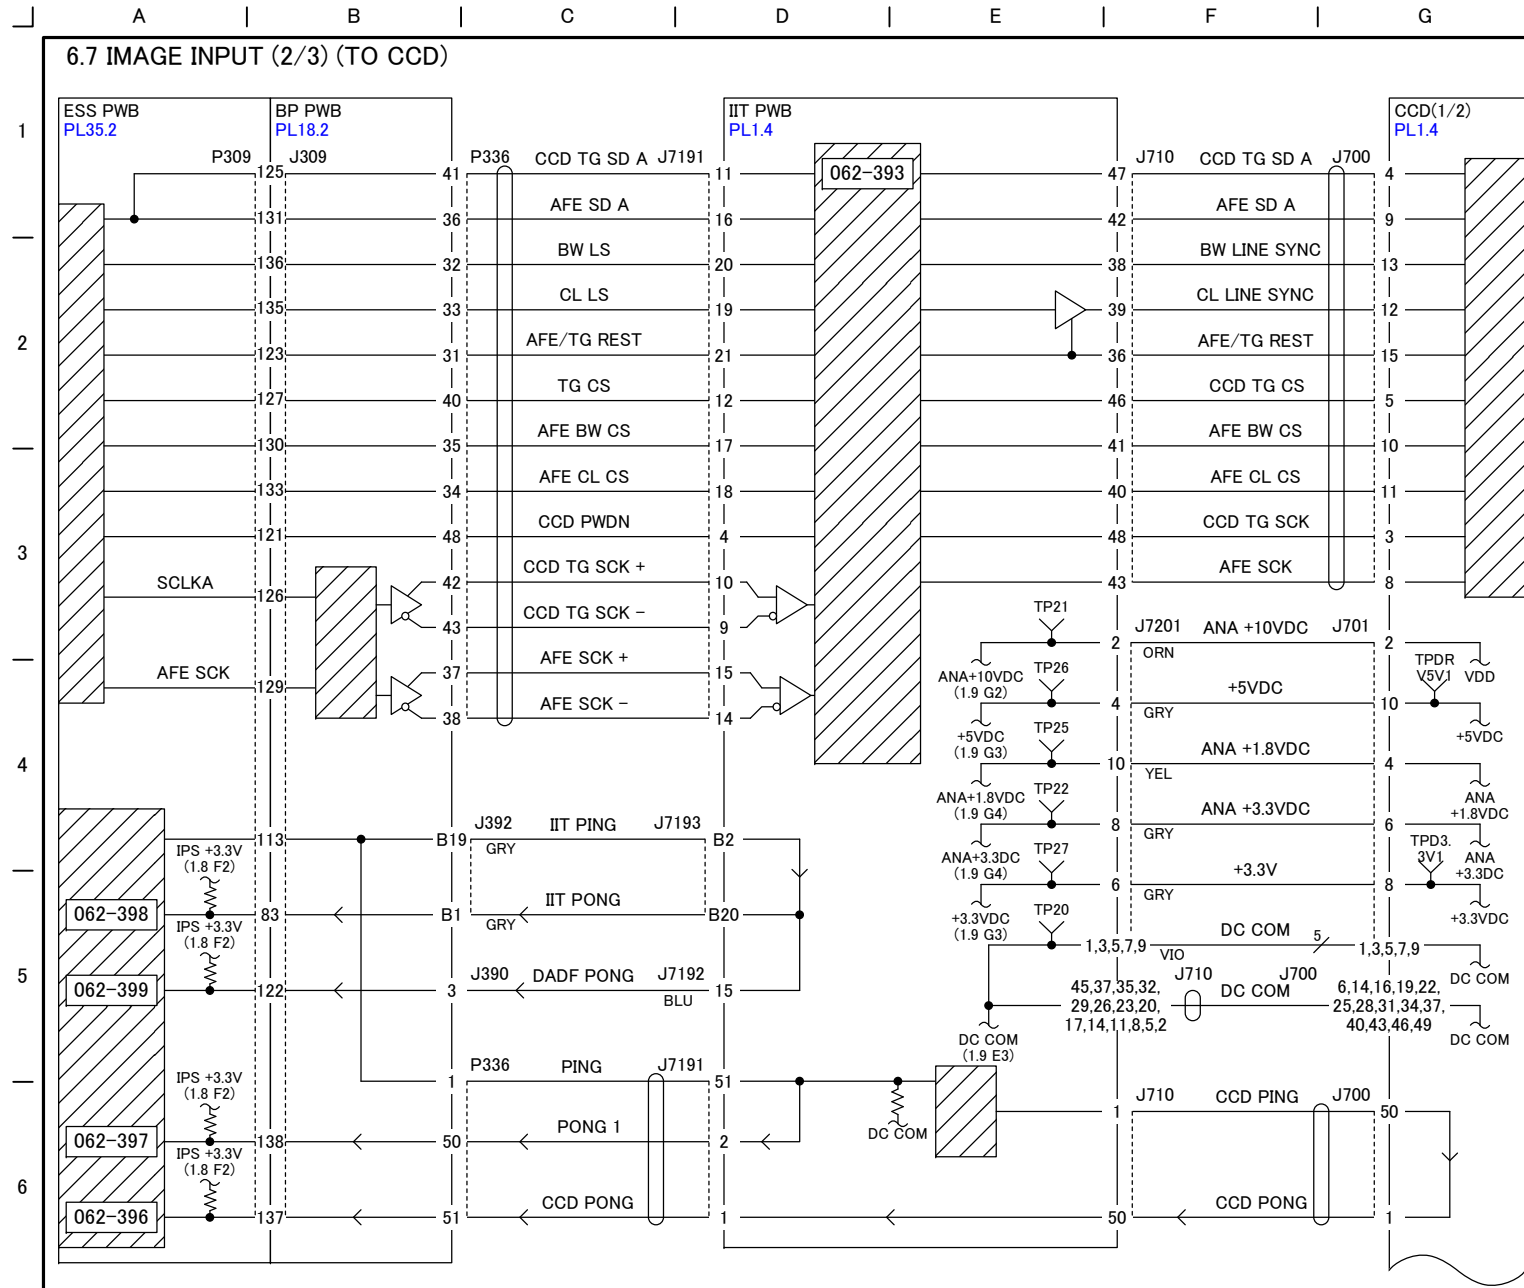 A B C D E F G
6.7 IMAGE INPUT (2/3) (TO CCD)
1
2
3
4
5
6
ESS PWB
PL35.2
BP PWB
PL18.2
IIT PWB
PL1.4
CCD(1/2)
PL1.4
P309 J309 P336 CCD TG SD A J7191 J710 CCD TG SD A J700
125 41 11 062-393 47 4
131 36 AFE SD A 16 42 AFE SD A 9
136 32 BW LS 20 38 BW LINE SYNC 13
135 33 CL LS 19 39 CL LINE SYNC 12
123 31 AFE/TG REST 21 36 AFE/TG REST 15
127 40 TG CS 12 46 CCD TG CS 5
130 35 AFE BW CS 17 41 AFE BW CS 10
133 34 AFE CL CS 18 40 AFE CL CS 11
121 48 CCD PWDN 4 48 CCD TG SCK 3
SCLKA 126 42 CCD TG SCK + 10 43 AFE SCK 8
43 CCD TG SCK - 9
AFE SCK 129 37 AFE SCK + 15
38 AFE SCK - 14
TP21 J7201 ANA +10VDC J701
2 ORN 2
ANA+10VDC
(1.9 G2)
VDD
TP26 +5VDC TPDR
V5V1
4 GRY 10
+5VDC
(1.9 G3)
+5VDC
TP25 ANA +1.8VDC
10 YEL 4
ANA+1.8VDC
(1.9 G4)
ANA
+1.8VDC
TP22 ANA +3.3VDC
8 GRY 6
ANA+3.3DC
(1.9 G4)
ANA
+3.3DC
TP27 +3.3V TPD3.
3V1
6 GRY 8
+3.3VDC
(1.9 G3)
+3.3VDC
TP20 DC COM 5
1,3,5,7,9 VIO 1,3,5,7,9
DC COM
J710 DC COM J700
45,37,35,32,
29,26,23,20,
17,14,11,8,5,2
6,14,16,19,22,
25,28,31,34,37,
40,43,46,49
DC COM
(1.9 E3)
DC COM
J392 IIT PING J7193
113 B19 GRY B2
IPS +3.3V
(1.8 F2)
062-398 83 B1 GRY IIT PONG B20
IPS +3.3V
(1.8 F2)
J390 DADF PONG J7192
062-399 122 3 BLU 15
P336 PING J7191
1 51
DC COM
IPS +3.3V
(1.8 F2)
062-397 138 50 PONG 1 2
IPS +3.3V
(1.8 F2)
062-396 137 51 CCD PONG 1
J710 CCD PING J700
1 50
50 CCD PONG 1